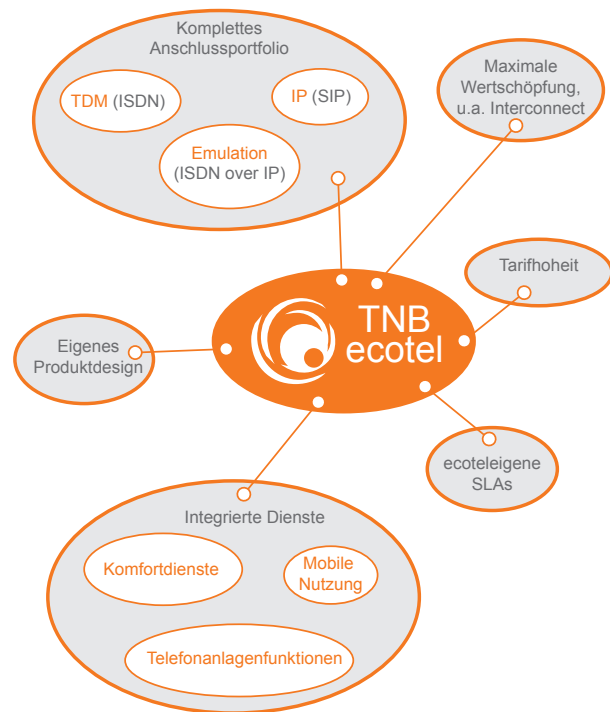 Komplettes
Anschlussportfolio
TDM (ISDN)
IP (SIP)
Emulation
(ISDN over IP)
Maximale
Wertschöpfung,
u.a. Interconnect
Tarifhoheit
TNB
ecotel
Eigenes
Produktdesign
ecoteleigene
SLAs
Integrierte Dienste
Komfortdienste
Mobile
Nutzung
Telefonanlagenfunktionen